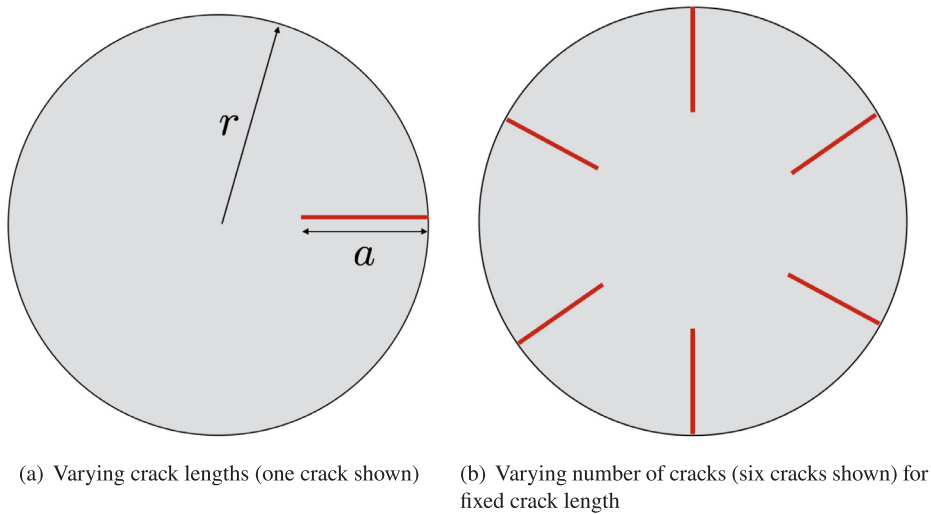 r
a
(a) Varying crack lengths (one crack shown)
(b) Varying number of cracks (six cracks shown) for
fixed crack length